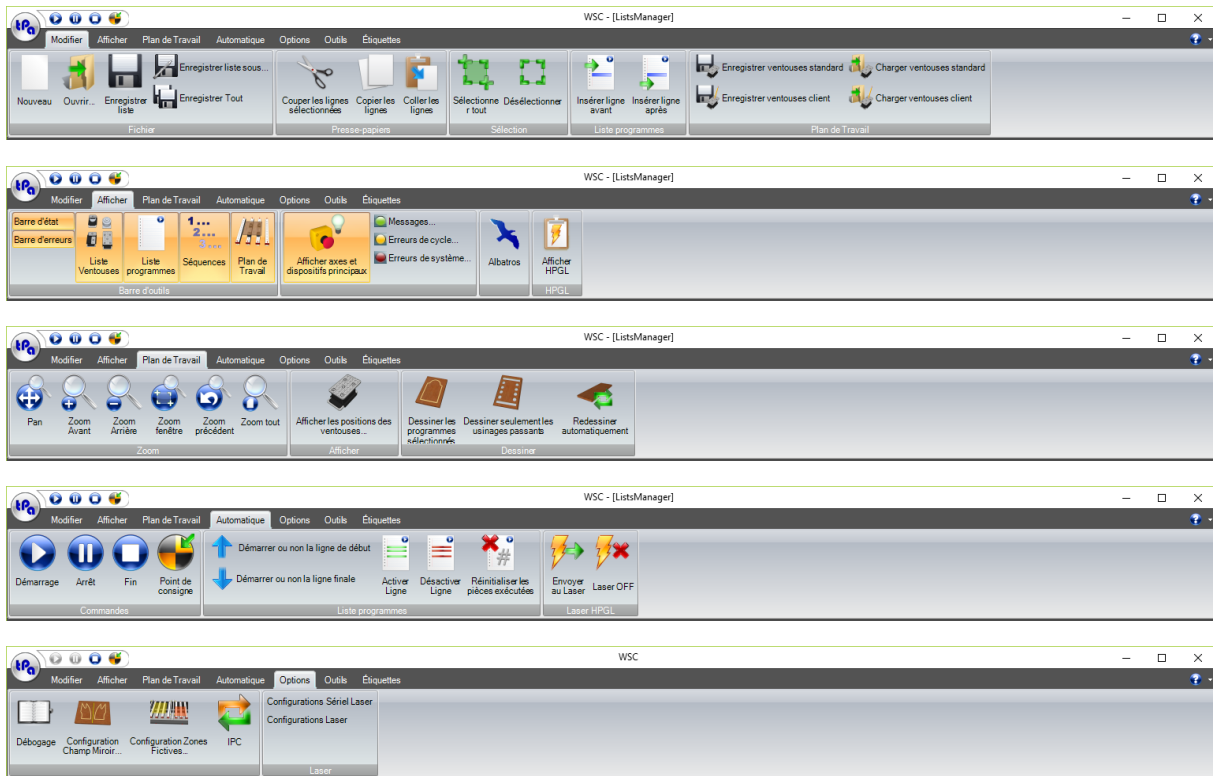 WSC - [ListsManager]
Modifier Afficher Plan de Travail Automatique Options Outils Étiquettes
Nouveau Ouvrir... Enregistrer liste Enregistrer liste sous... Enregistrer Tout
Couper les lignes sélectionnées Copier les lignes Coller les lignes
Sélectionne r tout Désélectionner
Insérer ligne avant Insérer ligne après
Enregistrer ventouses standard Charger ventouses standard
Enregistrer ventouses client Charger ventouses client
Fichier Presse-papiers Sélection Liste programmes Plan de Travail
WSC - [ListsManager]
Modifier Afficher Plan de Travail Automatique Options Outils Étiquettes
Barre d'état
Barre d'erreurs
Liste Ventouses Liste programmes Séquences Plan de Travail
Afficher axes et dispositifs principaux
Messages...
Erreurs de cycle...
Erreurs de système...
Albatros Afficher HPGL
Barre d'outils HPGL
WSC - [ListsManager]
Modifier Afficher Plan de Travail Automatique Options Outils Étiquettes
Pan Zoom Avant Zoom Arrière Zoom fenêtre Zoom précédent Zoom tout
Afficher les positions des ventouses...
Dessiner les programmes sélectionnés Dessiner seulement les usinages passants Redessiner automatiquement
Zoom Afficher Dessiner
WSC - [ListsManager]
Modifier Afficher Plan de Travail Automatique Options Outils Étiquettes
Démarrage Arrêt Fin Point de consigne
Démarrer ou non la ligne de début
Démarrer ou non la ligne finale
Activer Ligne Désactiver Ligne Réinitialiser les pièces exécutées
Envoyer au Laser Laser OFF
Commandes Liste programmes Laser HPGL
WSC
Modifier Afficher Plan de Travail Automatique Options Outils Étiquettes
Débogage Configuration Champ Miroir... Configuration Zones Fictives... IPC
Configurations Sériel Laser
Configurations Laser
Laser